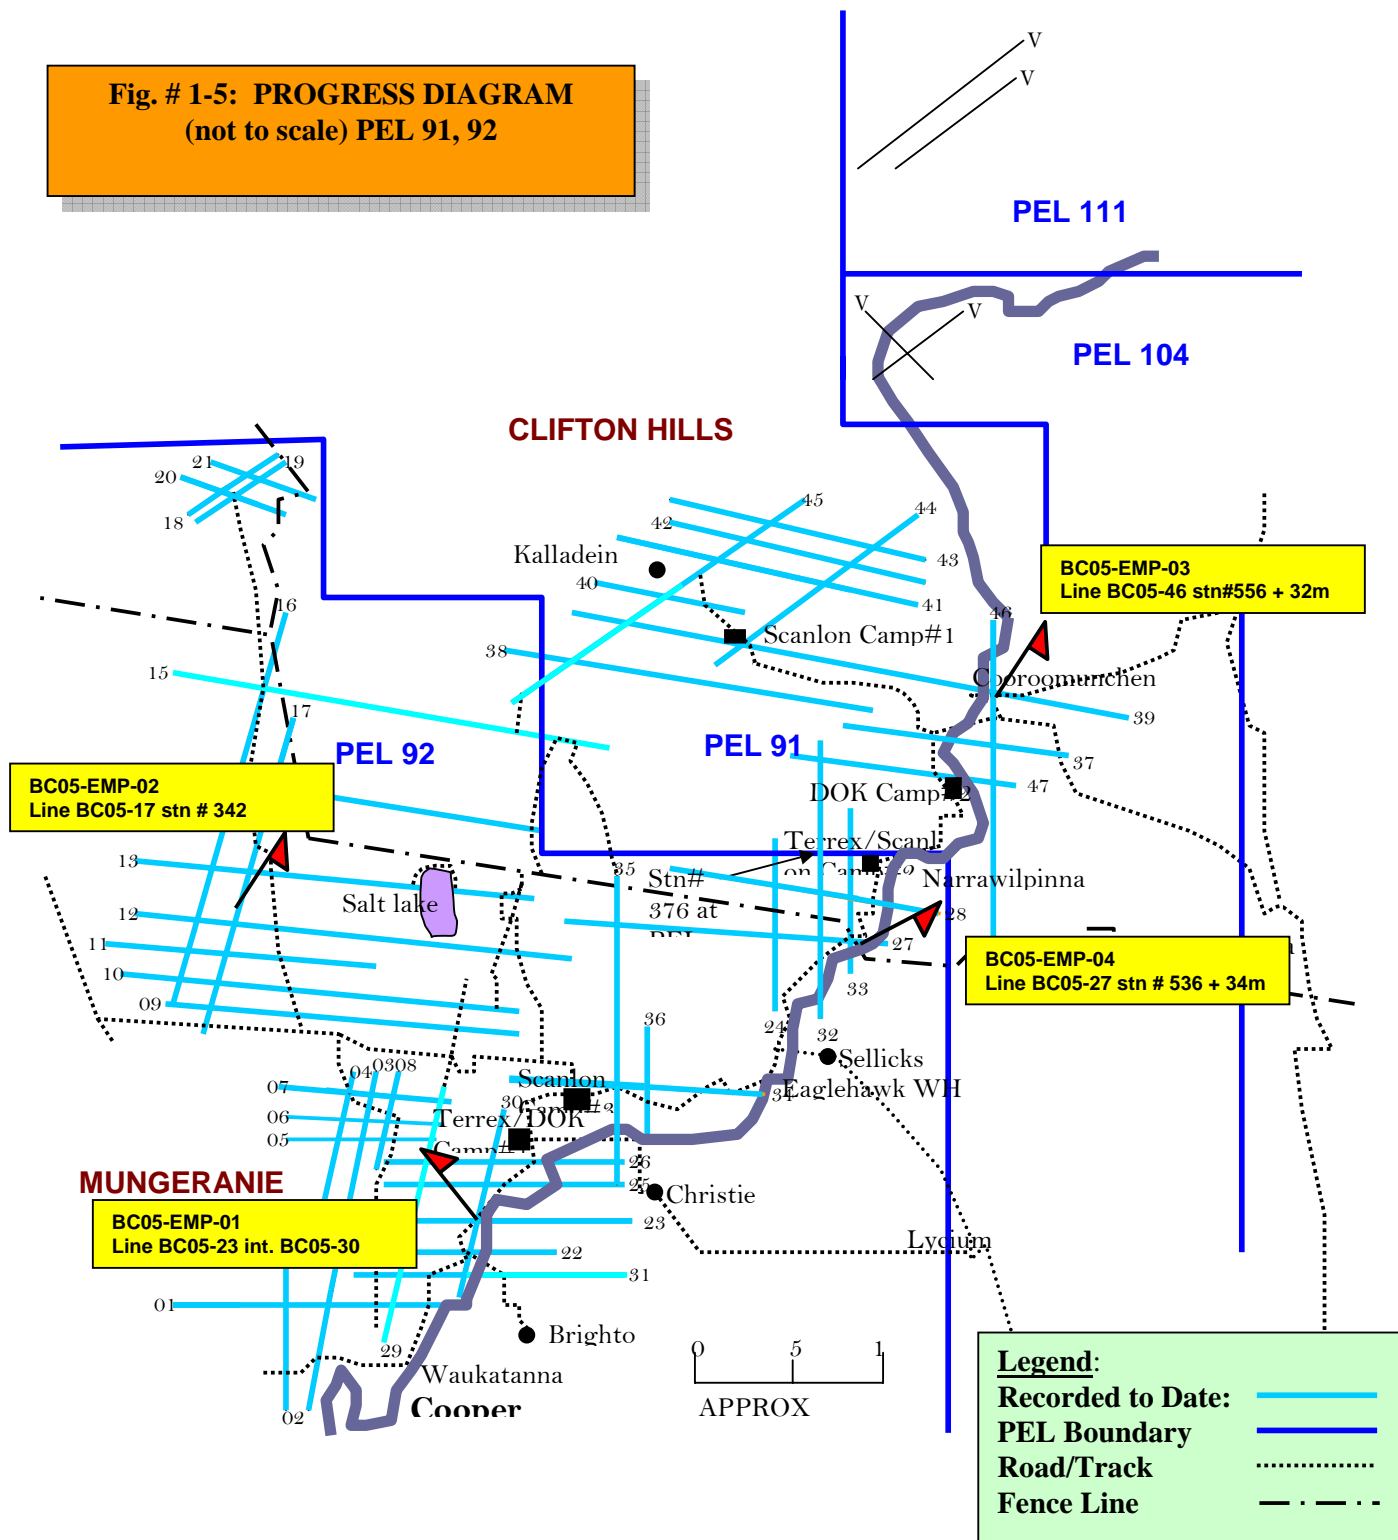 Fig. # 1-5: PROGRESS DIAGRAM
(not to scale) PEL 91, 92
V
V
PEL 111
V
V
PEL 104
CLIFTON HILLS
21
19
20
18
45
42
44
43
Kalladein
40
41
BC05-EMP-03
Line BC05-46 stn#556 + 32m
16
46
Scanlon Camp#1
38
15
Cooroomunchen
39
17
PEL 92
PEL 91
37
BC05-EMP-02
Line BC05-17 stn # 342
DOK Camp#2
47
13
35
Terrex/Scanl
Stn#
376 at
Narrawilpinna
Salt lake
12
28
11
27
BC05-EMP-04
Line BC05-27 stn # 536 + 34m
10
33
09
36
24
32
Sellicks
Eaglehawk WH
04
03
08
07
Scanlon
34
06
30
Terrex/DOK
05
26
MUNGERANIE
25
Christie
BC05-EMP-01
Line BC05-23 int. BC05-30
23
22
Lycium
31
01
Brighto
29
Waukatanna
Cooper
02
0
5
1
APPROX
Legend:
Recorded to Date:
PEL Boundary
Road/Track
Fence Line